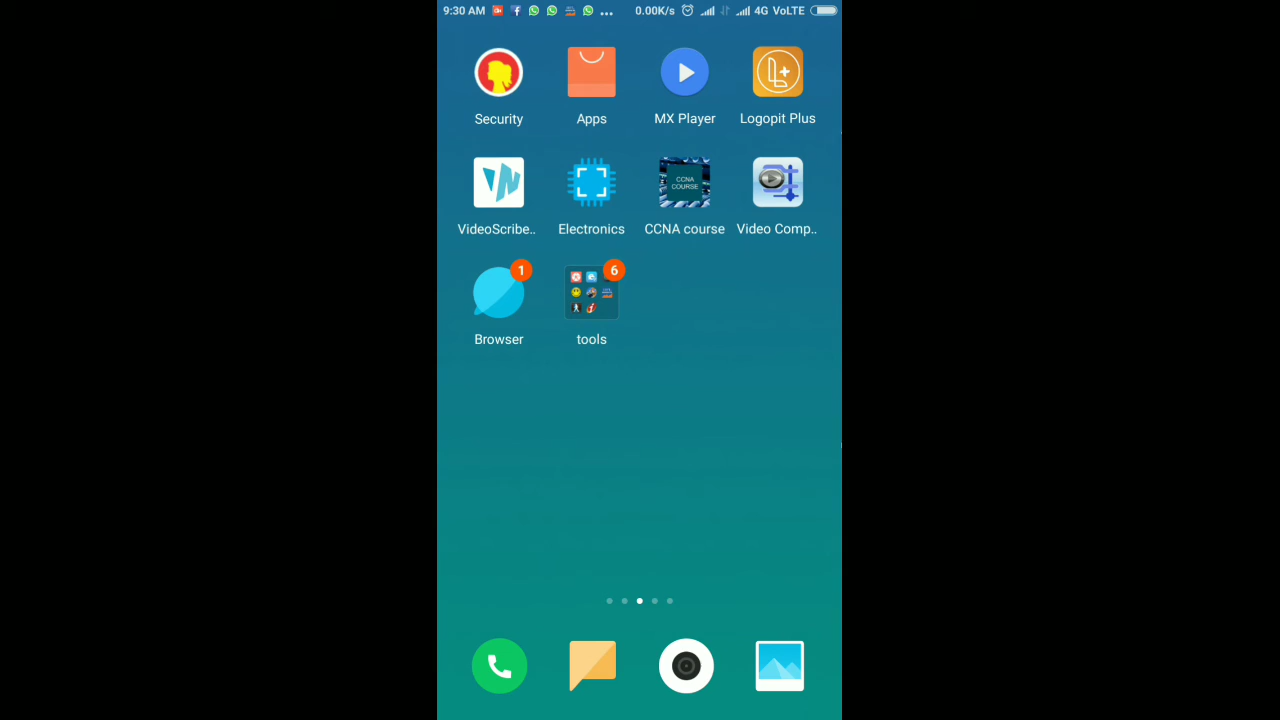 9:30 AM ... 0.00K/s 4G VoLTE
Security Apps MX Player Logopit Plus
CCNA
COURSE
VideoScribe.. Electronics CCNA course Video Comp..
1 6
Browser tools